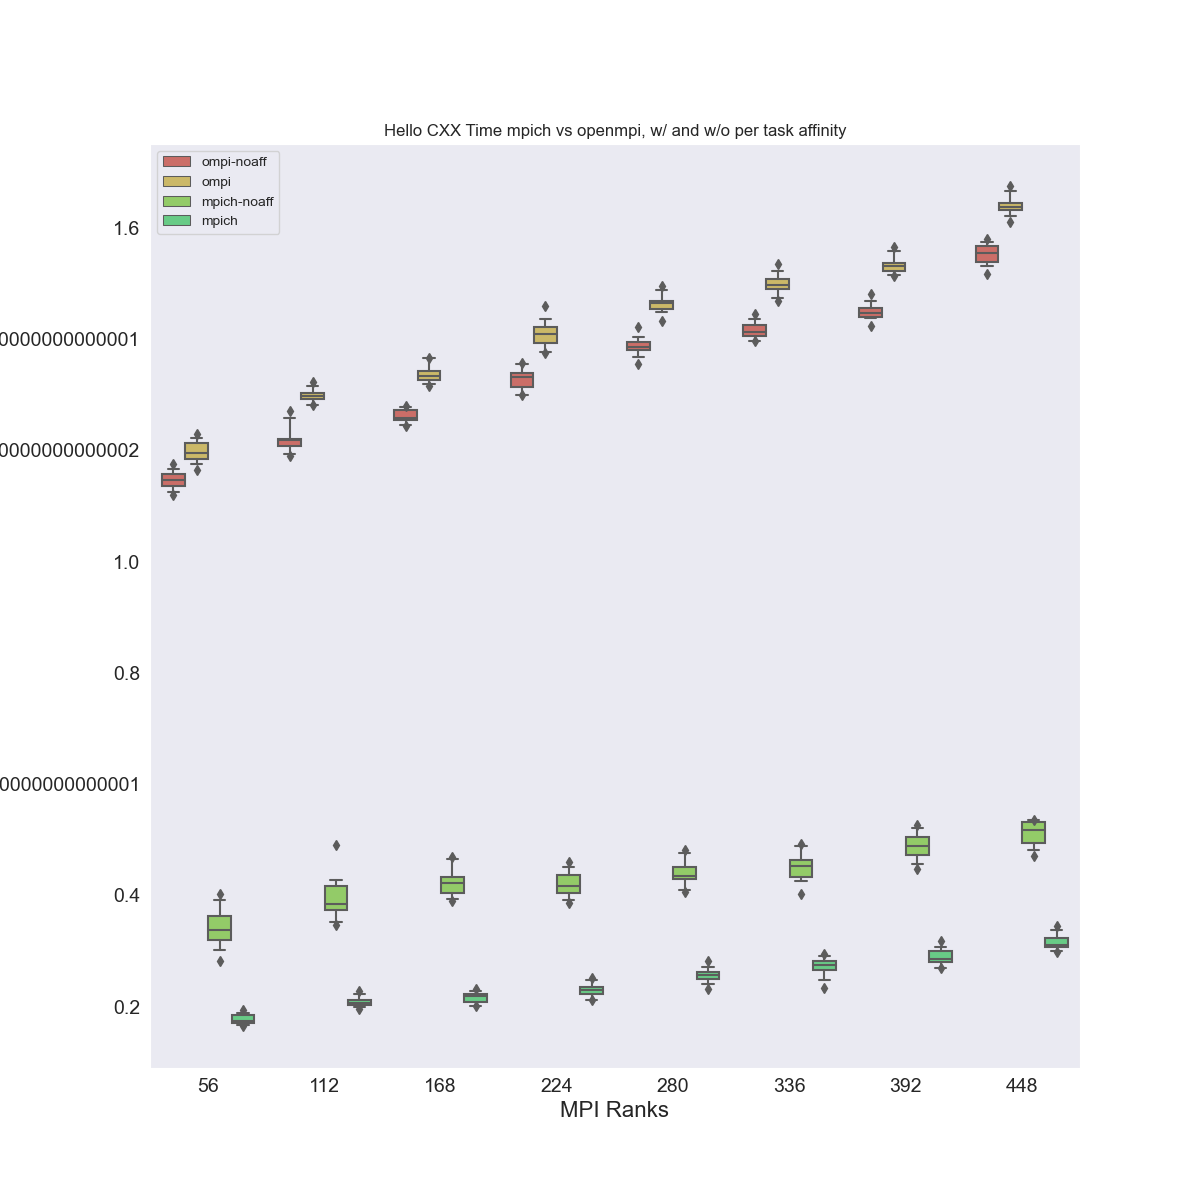 Hello CXX Time mpich vs openmpi, w/ and w/o per task affinity
ompi-noaff
ompi
mpich-noaff
mpich
1.6
0000000000001
0000000000002
1.0
0.8
0000000000001
0.4
0.2
56 112 168 224 280 336 392 448
MPI Ranks